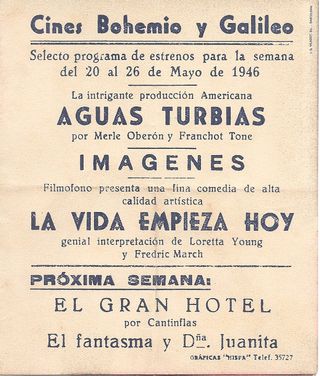 Cines Bohemio y Galileo
Selecto programa de estrenos para la semana
del 20 al 26 de Mayo de 1946
La intrigante producción Americana
AGUAS TURBIAS
por Merle Oberón y Franchot Tone
IMAGENES
Filmofono presenta una fina comedia de alta
calidad artística
LA VIDA EMPIEZA HOY
genial interpretación de Loretta Young
y Fredric March
PRÓXIMA SEMANA:
EL GRAN HOTEL
por Cantinflas
El fantasma y Dña. Juanita
GRÁFICAS "HISPA" Telef. 35727